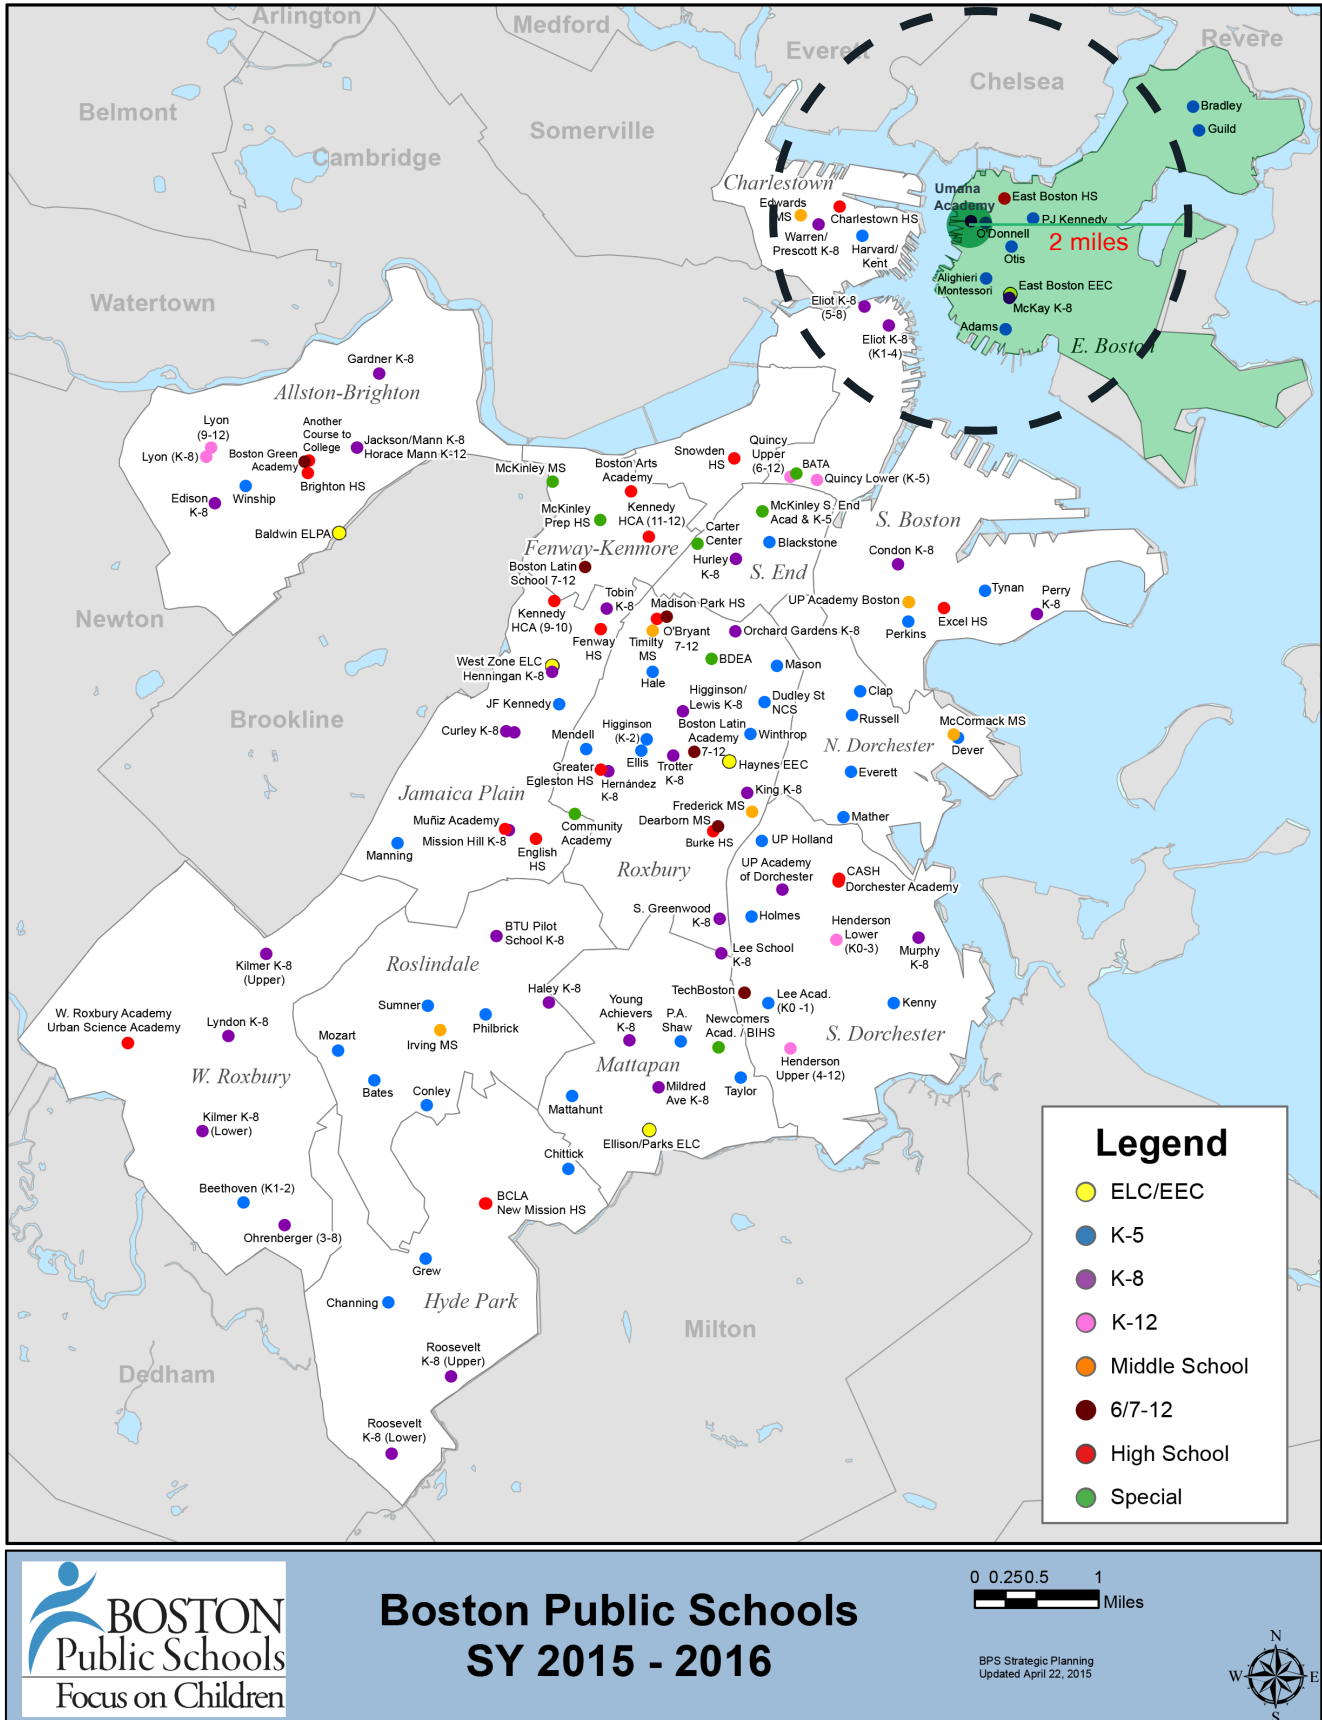 Arlington
Medford
Everett
Revere
Chelsea
Belmont
Somerville
Cambridge
Watertown
Newton
Brookline
Dedham
Milton
Bradley
Guild
Umana
Academy
East Boston HS
PJ Kennedy
O'Donnell
2 miles
Otis
Alighieri
Montessori
East Boston EEC
McKay K-8
Adams
E. Boston
Charlestown
Edwards
MS
Charlestown HS
Warren/
Prescott K-8
Harvard/
Kent
Eliot K-8
(5-8)
Eliot K-8
(K1-4)
Gardner K-8
Allston-Brighton
Lyon
(9-12)
Lyon (K-8)
Another
Course to
College
Boston Green
Academy
Jackson/Mann K-8
Horace Mann K-12
Brighton HS
Edison
K-8
Winship
Baldwin ELPA
McKinley MS
Boston Arts
Academy
Snowden
HS
Quincy
Upper
(6-12)
BATA
Quincy Lower (K-5)
McKinley
Prep HS
Kennedy
HCA (11-12)
McKinley S. End
Acad & K-5
Carter
Center
Blackstone
Fenway-Kenmore
Hurley
K-8
S. End
Boston Latin
School 7-12
S. Boston
Condon K-8
Tynan
Perry
K-8
UP Academy Boston
Excel HS
Perkins
Tobin
K-8
Kennedy
HCA (9-10)
Fenway
HS
Madison Park HS
O'Bryant
7-12
Timilty
MS
Orchard Gardens K-8
BDEA
Mason
Hale
West Zone ELC
Henningan K-8
JF Kennedy
Higginson/
Lewis K-8
Dudley St
NCS
Clap
Russell
McCormack MS
Dever
N. Dorchester
Curley K-8
Mendell
Higginson
(K-2)
Ellis
Boston Latin
Academy
7-12
Winthrop
Trotter
K-8
Haynes EEC
Everett
Greater
Egleston HS
Hernández
K-8
King K-8
Jamaica Plain
Frederick MS
Dearborn MS
Burke HS
Mather
Muñiz Academy
Mission Hill K-8
English
HS
Community
Academy
Manning
UP Holland
Roxbury
UP Academy
of Dorchester
CASH
Dorchester Academy
S. Greenwood
K-8
Holmes
Henderson
Lower
(K0-3)
Murphy
K-8
BTU Pilot
School K-8
Lee School
K-8
Roslindale
Kilmer K-8
(Upper)
TechBoston
Lee Acad.
(K0 -1)
Kenny
Haley K-8
Sumner
Philbrick
Irving MS
Young
Achievers
K-8
P.A.
Shaw
Newcomers
Acad. / BIHS
S. Dorchester
W. Roxbury Academy
Urban Science Academy
Lyndon K-8
Mozart
Henderson
Upper (4-12)
W. Roxbury
Mattapan
Bates
Conley
Mildred
Ave K-8
Taylor
Mattahunt
Kilmer K-8
(Lower)
Ellison/Parks ELC
Chittick
Beethoven (K1-2)
Ohrenberger (3-8)
BCLA
New Mission HS
Grew
Channing
Hyde Park
Roosevelt
K-8 (Upper)
Roosevelt
K-8 (Lower)
Legend
ELC/EEC
K-5
K-8
K-12
Middle School
6/7-12
High School
Special
BOSTON
Public Schools
Focus on Children
Boston Public Schools
SY 2015 - 2016
0 0.25 0.5 1
Miles
BPS Strategic Planning
Updated April 22, 2015
N
W E
S